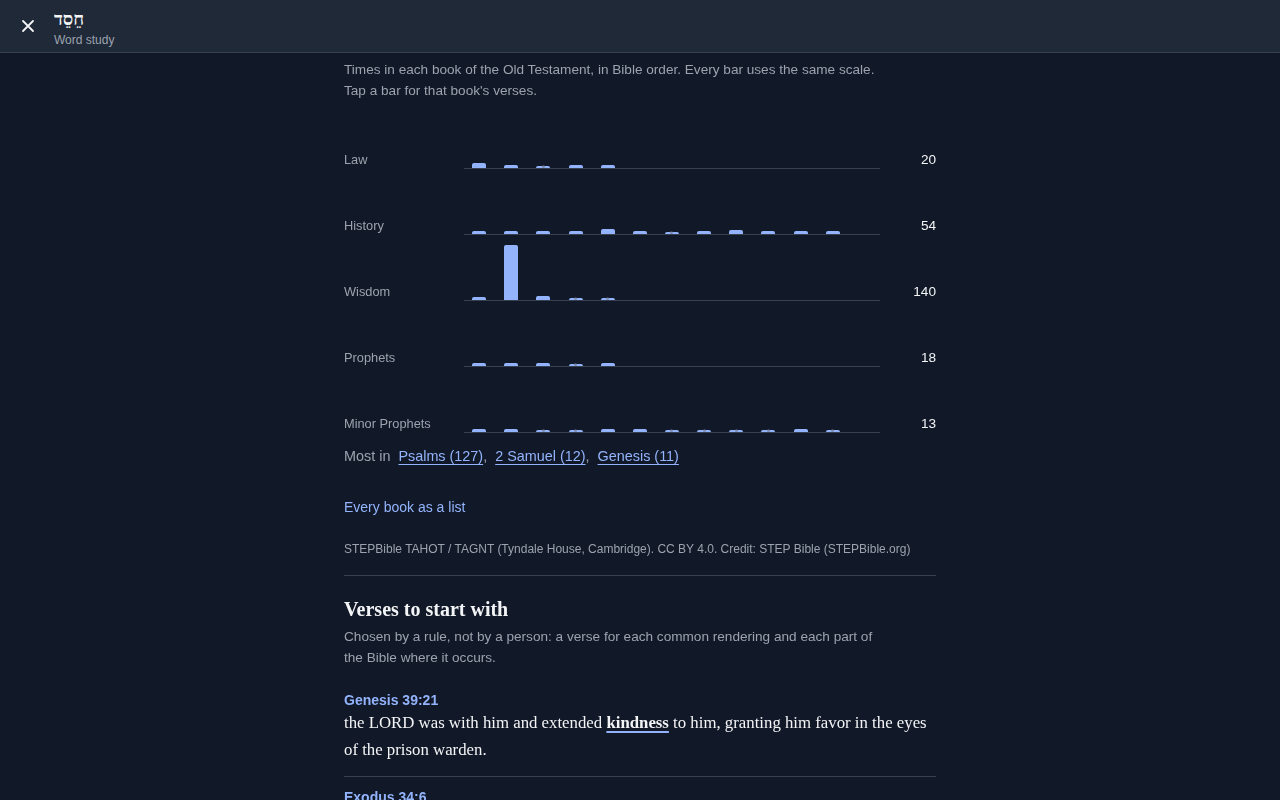 חֵסֵד
Word study
Times in each book of the Old Testament, in Bible order. Every bar uses the same scale.
Tap a bar for that book's verses.
Law 20
History 54
Wisdom 140
Prophets 18
Minor Prophets 13
Most in Psalms (127), 2 Samuel (12), Genesis (11)
Every book as a list
STEPBible TAHOT / TAGNT (Tyndale House, Cambridge). CC BY 4.0. Credit: STEP Bible (STEPBible.org)
Verses to start with
Chosen by a rule, not by a person: a verse for each common rendering and each part of
the Bible where it occurs.
Genesis 39:21
the LORD was with him and extended kindness to him, granting him favor in the eyes
of the prison warden.
Exodus 34:6